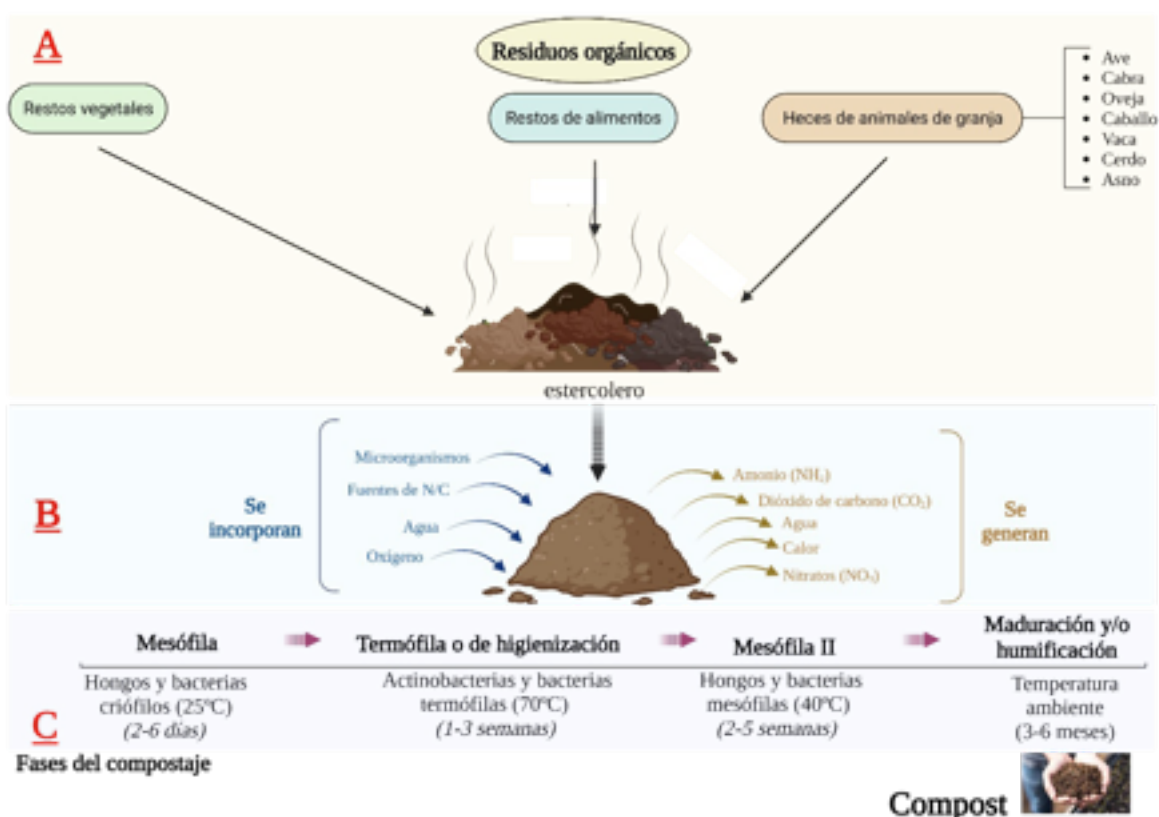 A
Residuos orgánicos
Restos vegetales
Restos de alimentos
Heces de animales de granja
• Ave
• Cabra
• Oveja
• Caballo
• Vaca
• Cerdo
• Asno
estercolero
B
Se
incorporan
Microorganismos
Fuentes de N/C
Agua
Oxígeno
Amonio (NH₃)
Dióxido de carbono (CO₂)
Agua
Calor
Nitratos (NO₃)
Se
generan
Mesófila
Termófila o de higienización
Mesófila II
Maduración y/o
humificación
Hongos y bacterias
criófilos (25ºC)
(2-6 días)
Actinobacterias y bacterias
termófilas (70ºC)
(1-3 semanas)
Hongos y bacterias
mesófilas (40ºC)
(2-5 semanas)
Temperatura
ambiente
(3-6 meses)
C
Fases del compostaje
Compost